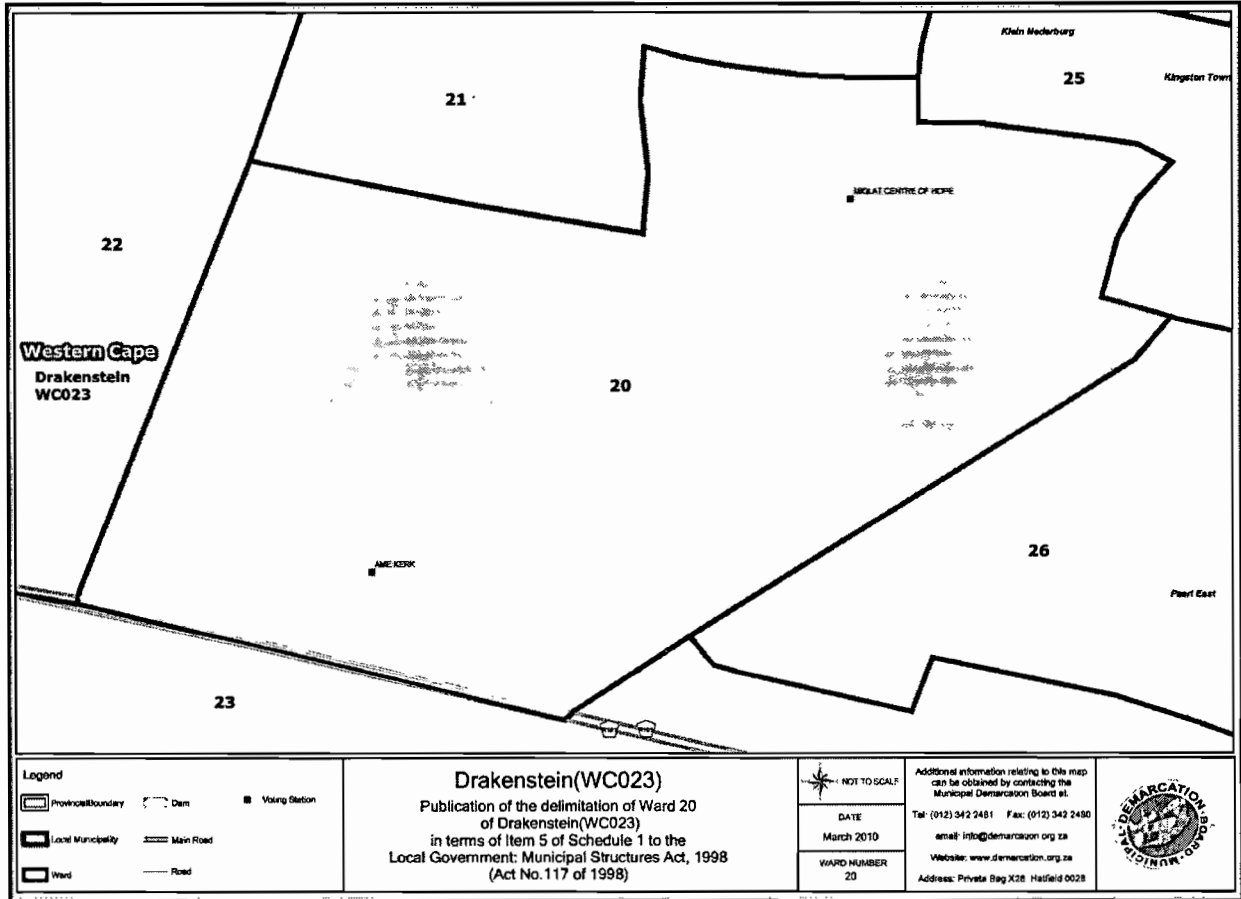 Klein Nederburg
25
Kingston Town
21
MIQLAT CENTRE OF HOPE
22
Western Cape
Drakenstein
WC023
20
26
AME KERK
Paarl East
23
Legend
ProvincialBoundary
Dam
Voting Station
Local Municipality
Main Road
Ward
Road
Drakenstein(WC023)
Publication of the delimitation of Ward 20
of Drakenstein(WC023)
in terms of Item 5 of Schedule 1 to the
Local Government: Municipal Structures Act, 1998
(Act No.117 of 1998)
NOT TO SCALE
DATE
March 2010
WARD NUMBER
20
Additional information relating to this map
can be obtained by contacting the
Municipal Demarcation Board at.
Tel: (012) 342 2481 Fax: (012) 342 2480
email: info@demarcation org za
Website: www.demarcation.org.za
Address: Private Bag X28 Hatfield 0028
MUNICIPAL DEMARCATION BOARD